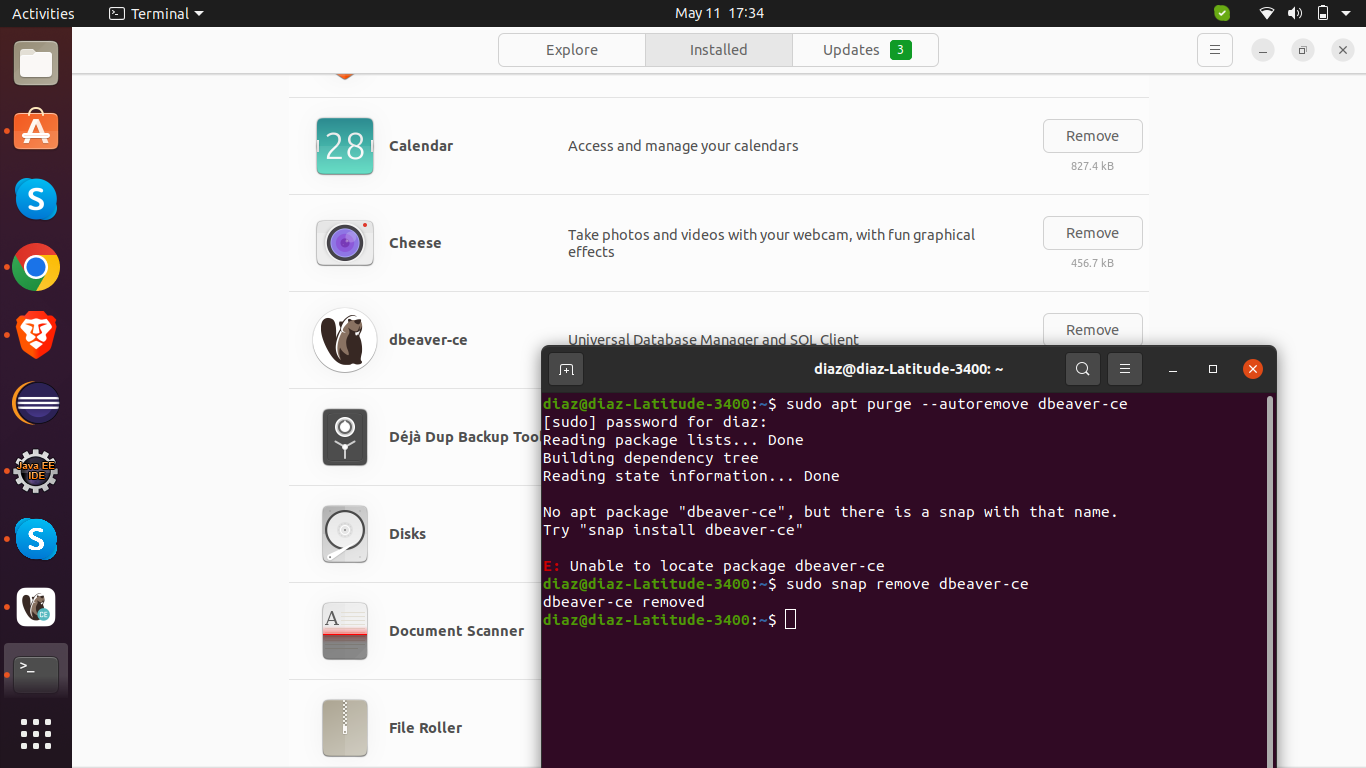 Activities
Terminal
May 11 17:34
Explore
Installed
Updates 3
28
Calendar
Access and manage your calendars
Remove
827.4 kB
Cheese
Take photos and videos with your webcam, with fun graphical
effects
Remove
456.7 kB
dbeaver-ce
Universal Database Manager and SQL Client
Remove
Déjà Dup Backup Too
Disks
A
Document Scanner
File Roller
S
Java EE
IDE
S
CE
>_
diaz@diaz-Latitude-3400: ~
diaz@diaz-Latitude-3400:~$ sudo apt purge --autoremove dbeaver-ce
[sudo] password for diaz:
Reading package lists... Done
Building dependency tree
Reading state information... Done
No apt package "dbeaver-ce", but there is a snap with that name.
Try "snap install dbeaver-ce"
E: Unable to locate package dbeaver-ce
diaz@diaz-Latitude-3400:~$ sudo snap remove dbeaver-ce
dbeaver-ce removed
diaz@diaz-Latitude-3400:~$